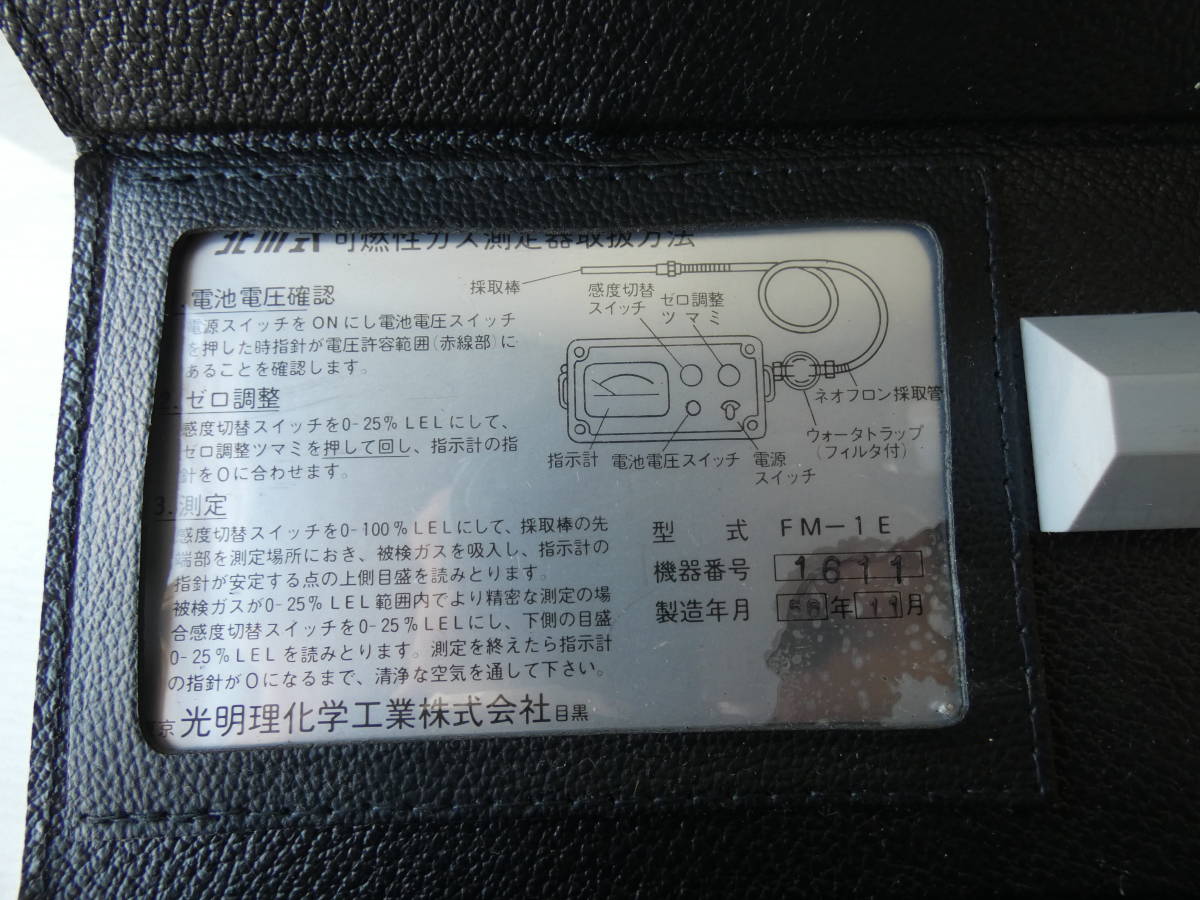 北川式可燃性ガス測定器取扱方法
採取棒
感度切替
スイッチ
ゼロ調整
ツマミ
ネオフロン採取管
ウォータトラップ
(フィルタ付)
指示計
電池電圧スイッチ
電源
スイッチ
.電池電圧確認
電源スイッチをONにし電池電圧スイッチ
を押した時指針が電圧許容範囲(赤線部)に
あることを確認します。
.ゼロ調整
感度切替スイッチを0-25%LELにして、
ゼロ調整ツマミを押して回し、指示計の指
針を0に合わせます。
3.測定
感度切替スイッチを0-100%LELにして、採取棒の先
端部を測定場所におき、被検ガスを吸入し、指示計の
指針が安定する点の上側目盛を読みとります。
被検ガスが0-25%LEL範囲内でより精密な測定の場
合感度切替スイッチを0-25%LELにし、下側の目盛
0-25%LELを読みとります。測定を終えたら指示計
の指針が0になるまで、清浄な空気を通して下さい。
型式 FM-1E
機器番号 1611
製造年月 年11月
京 光明理化学工業株式会社 目黒